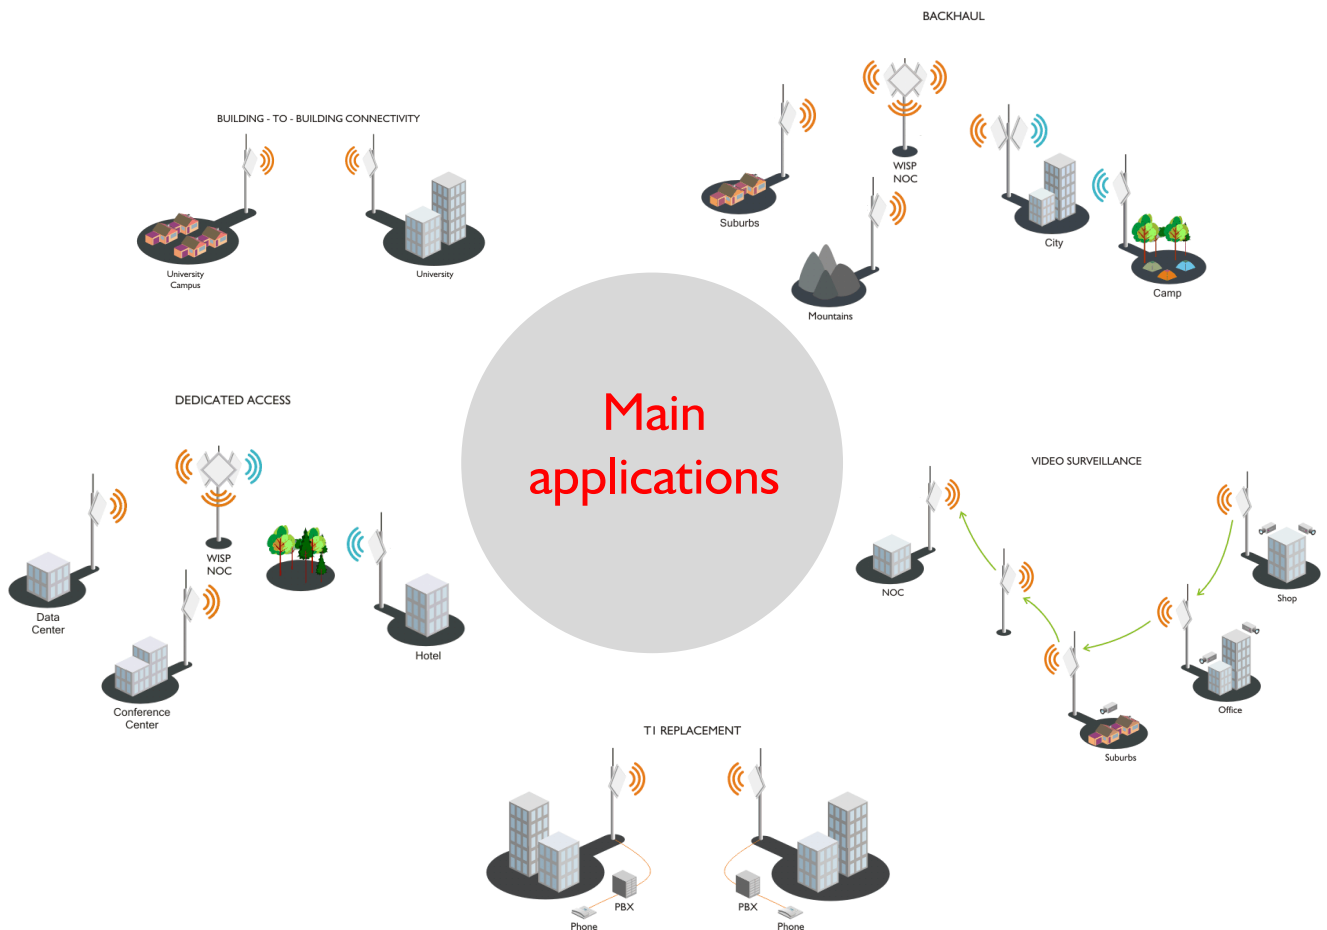 BACKHAUL
WISP
NOC
Suburbs
City
Mountains
Camp
BUILDING - TO - BUILDING CONNECTIVITY
University
Campus
University
Main
applications
DEDICATED ACCESS
WISP
NOC
Data
Center
Hotel
Conference
Center
VIDEO SURVEILLANCE
NOC
Shop
Office
Suburbs
T1 REPLACEMENT
PBX
Phone
PBX
Phone